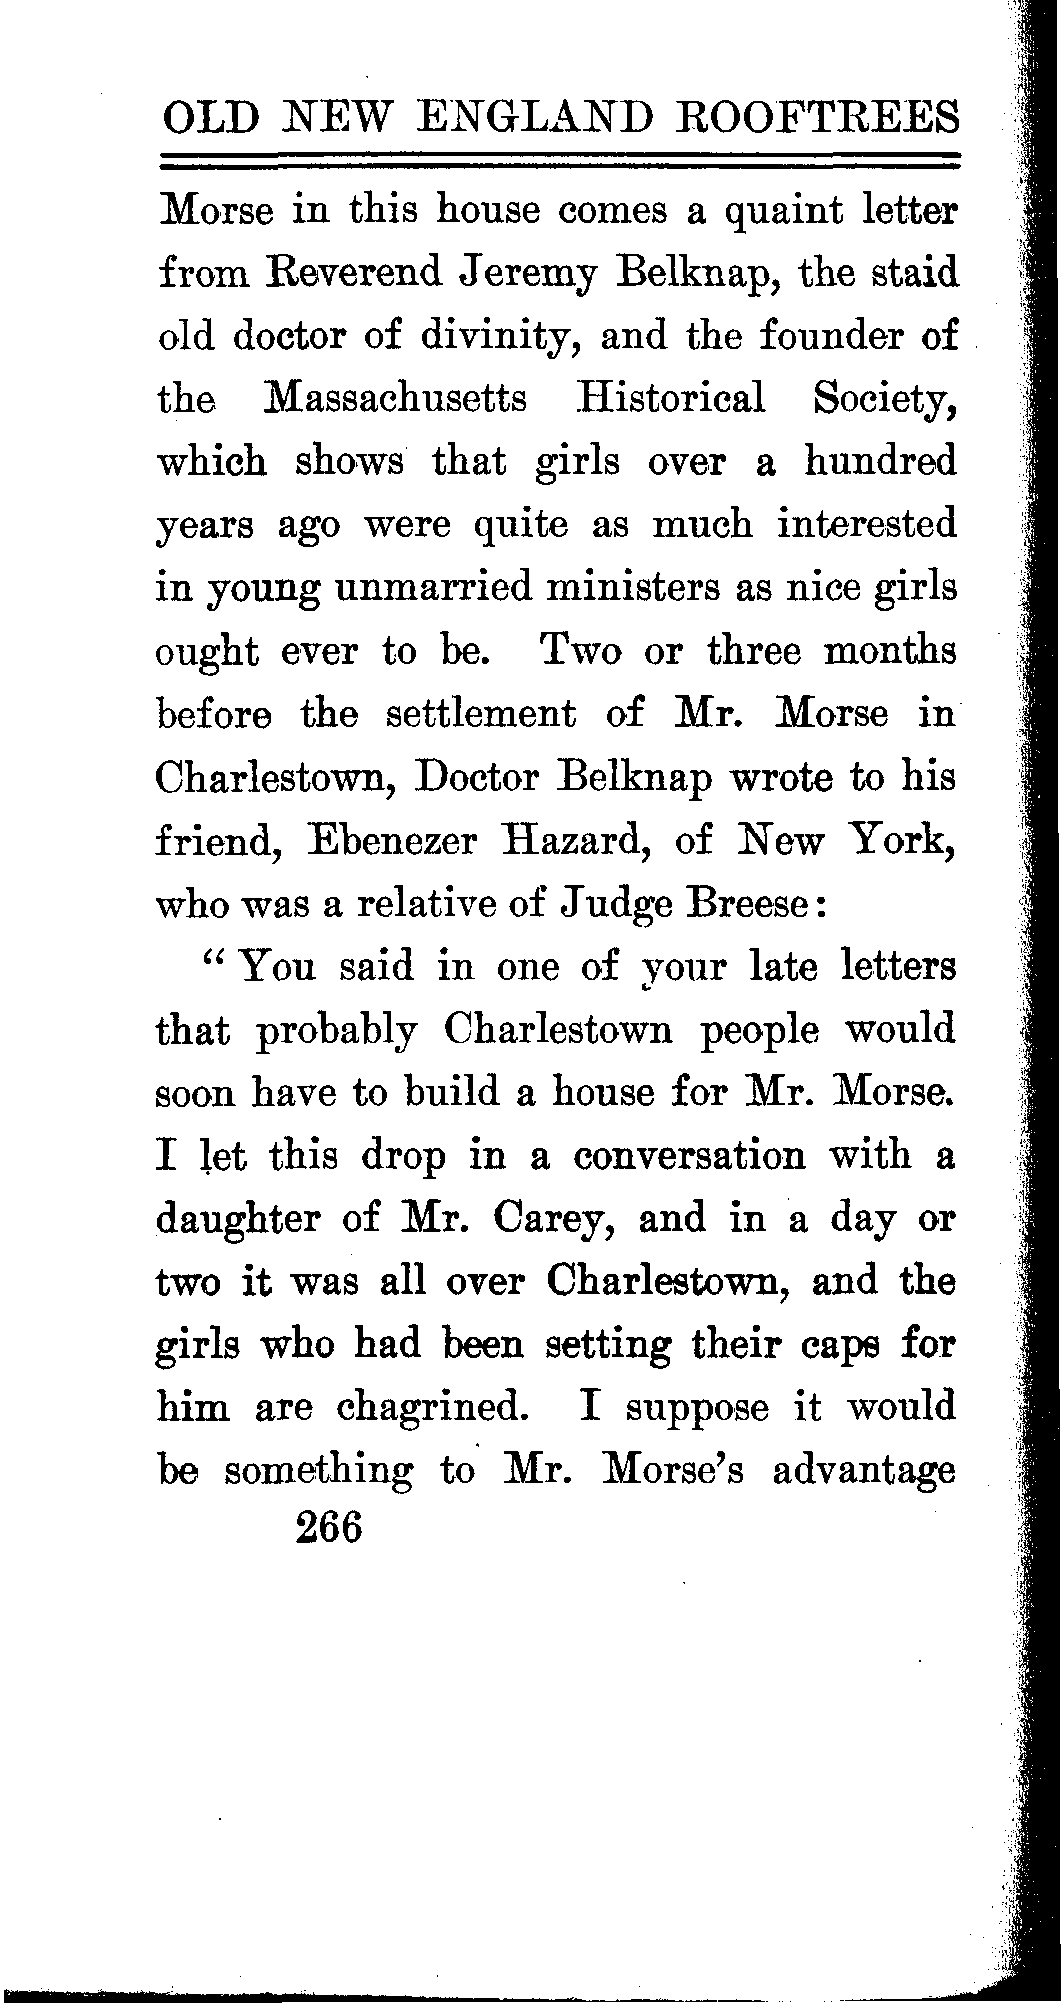 OLD NEW ENGLAND ROOFTREES
Morse in this house comes a quaint letter
from Reverend Jeremy Belknap, the staid
old doctor of divinity, and the founder of
the Massachusetts Historical Society,
which shows that girls over a hundred
years ago were quite as much interested
in young unmarried ministers as nice girls
ought ever to be. Two or three months
before the settlement of Mr. Morse in
Charlestown, Doctor Belknap wrote to his
friend, Ebenezer Hazard, of New York,
who was a relative of Judge Breese:
“ You said in one of your late letters
that probably Charlestown people would
soon have to build a house for Mr. Morse.
I let this drop in a conversation with a
daughter of Mr. Carey, and in a day or
two it was all over Charlestown, and the
girls who had been setting their caps for
him are chagrined. I suppose it would
be something to Mr. Morse’s advantage
266